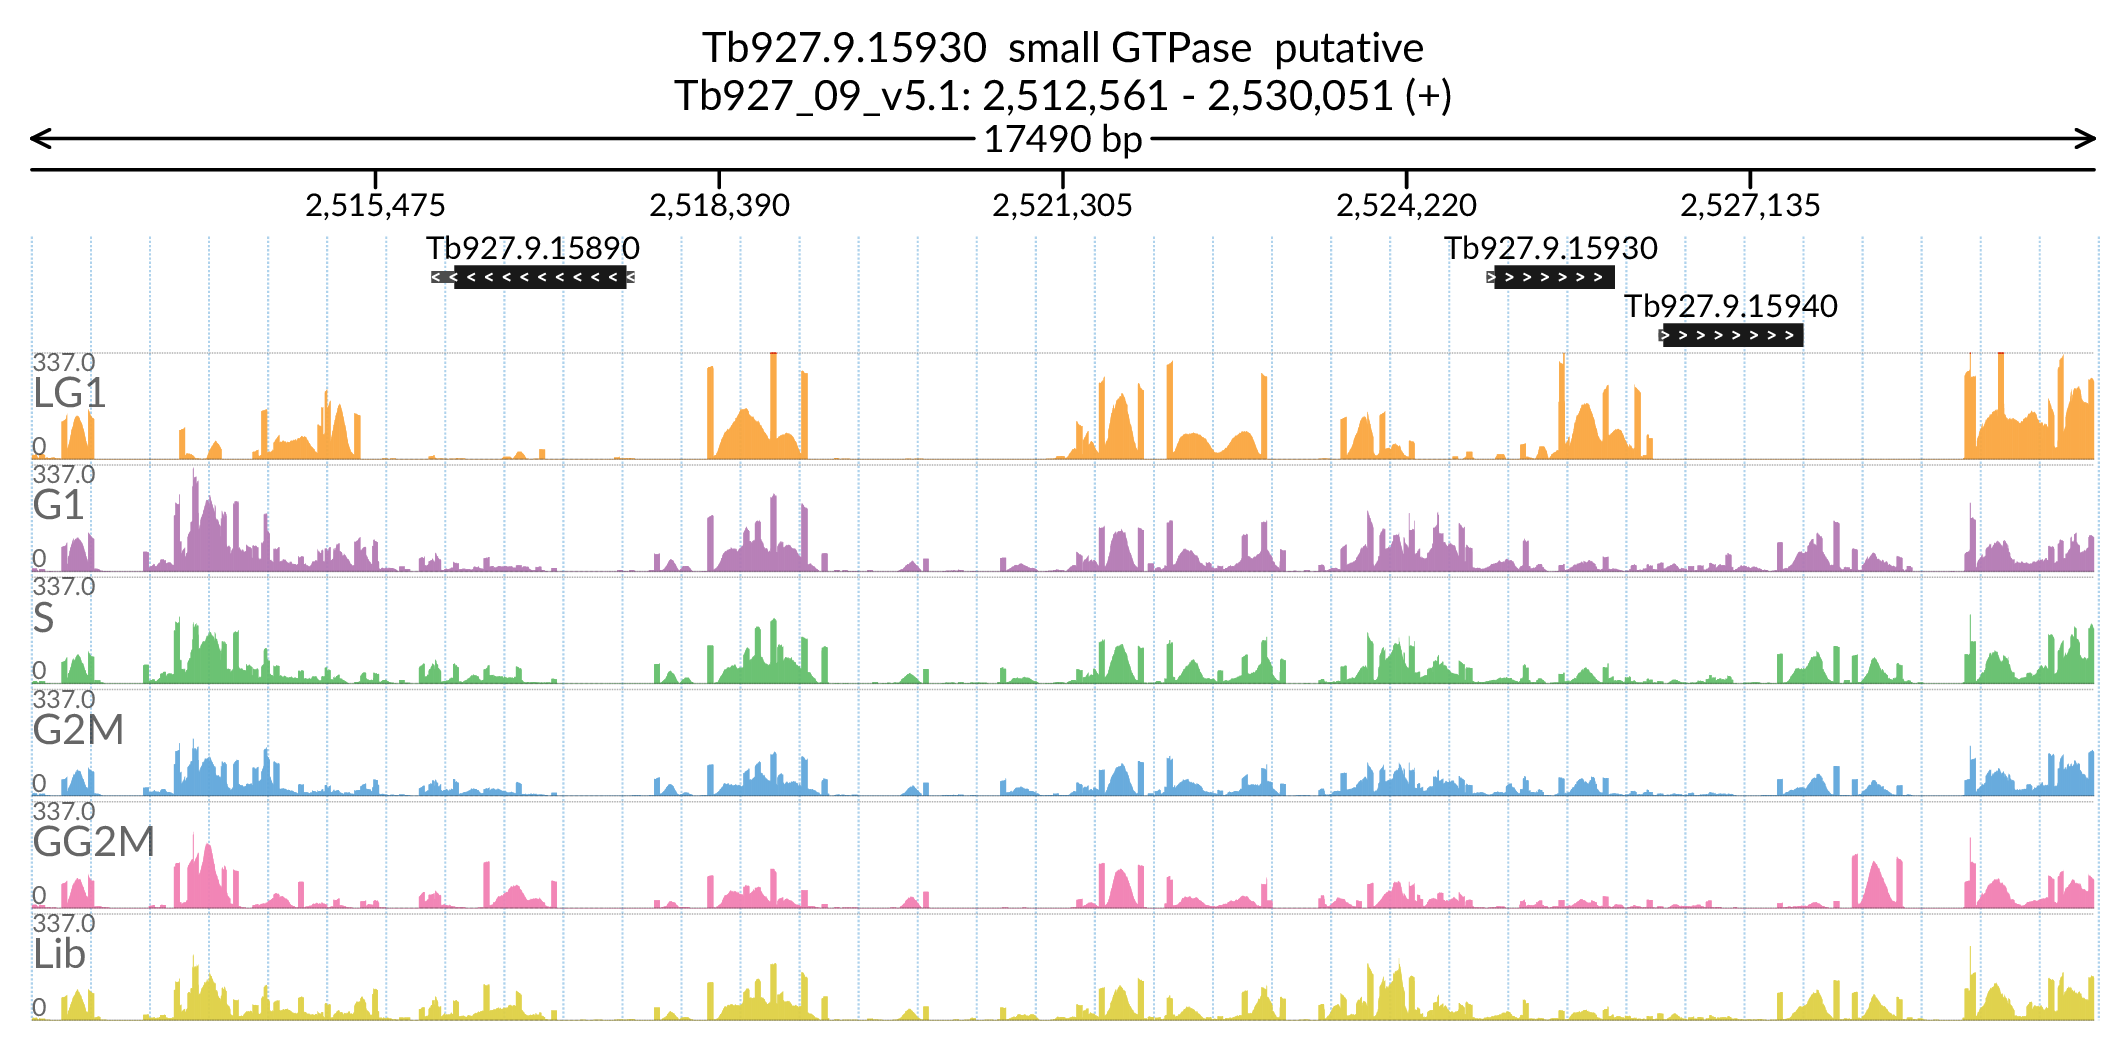 Tb927.9.15930 small GTPase putative
Tb927_09_v5.1: 2,512,561 - 2,530,051 (+)
17490 bp
2,515,475 2,518,390 2,521,305 2,524,220 2,527,135
Tb927.9.15890 Tb927.9.15930
Tb927.9.15940
337.0
LG1
0
337.0
G1
0
337.0
S
0
337.0
G2M
0
337.0
GG2M
0
337.0
Lib
0